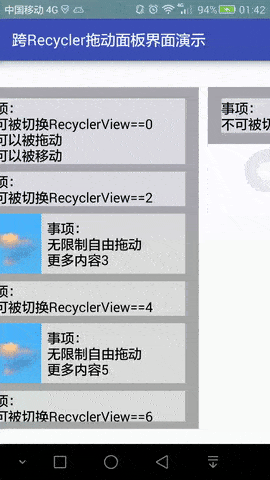 中国移动 4G
94% 01:42
跨Recycler拖动面板界面演示
项:
可被切换RecyclerView==0
可以被拖动
可以被移动
项:
可被切换RecyclerView==2
事项:
无限制自由拖动
更多内容3
项:
可被切换RecyclerView==4
事项:
无限制自由拖动
更多内容5
项:
可被切换RecyclerView==6
事项:
不可被切